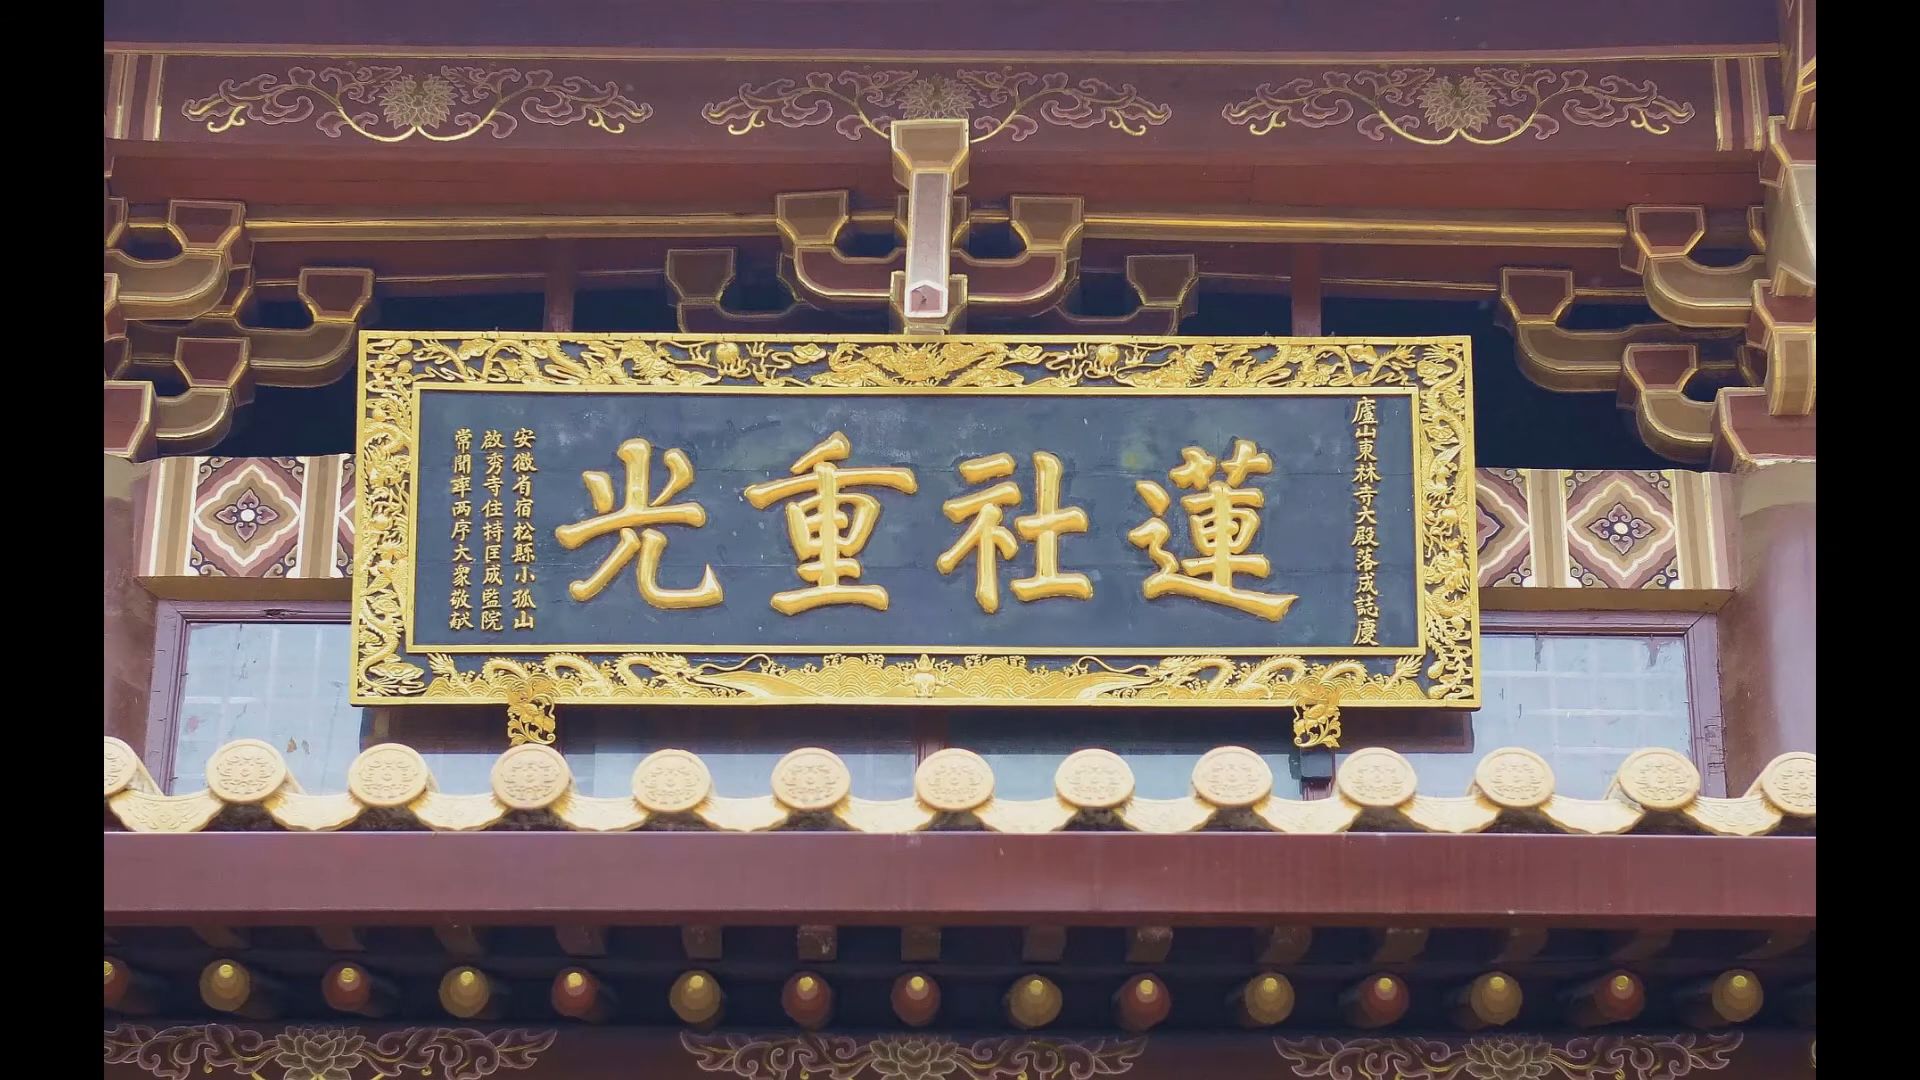 廬山東林寺大殿落成誌慶
蓮社重光
安徽省宿松縣小孤山
啟秀寺住持匡成監院
常聞率两序大衆敬献